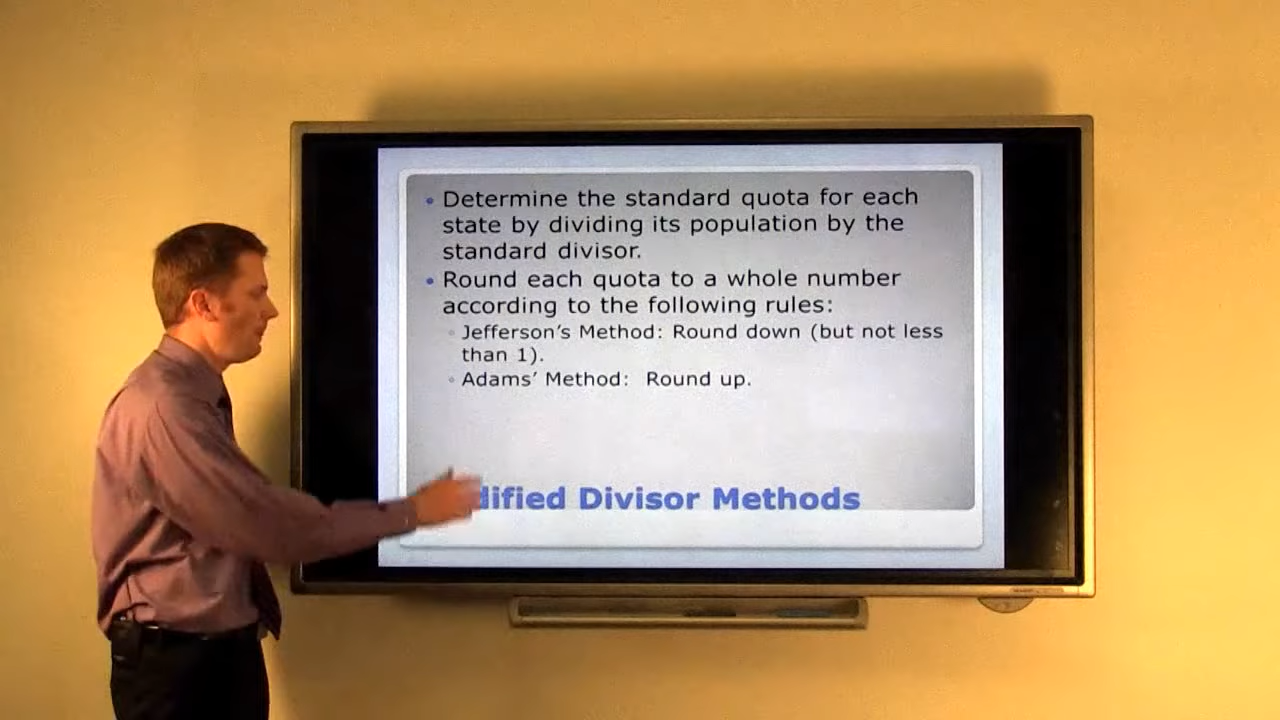 • Determine the standard quota for each
state by dividing its population by the
standard divisor.
• Round each quota to a whole number
according to the following rules:
Jefferson's Method: Round down (but not less
than 1).
Adams' Method: Round up.
dified Divisor Methods